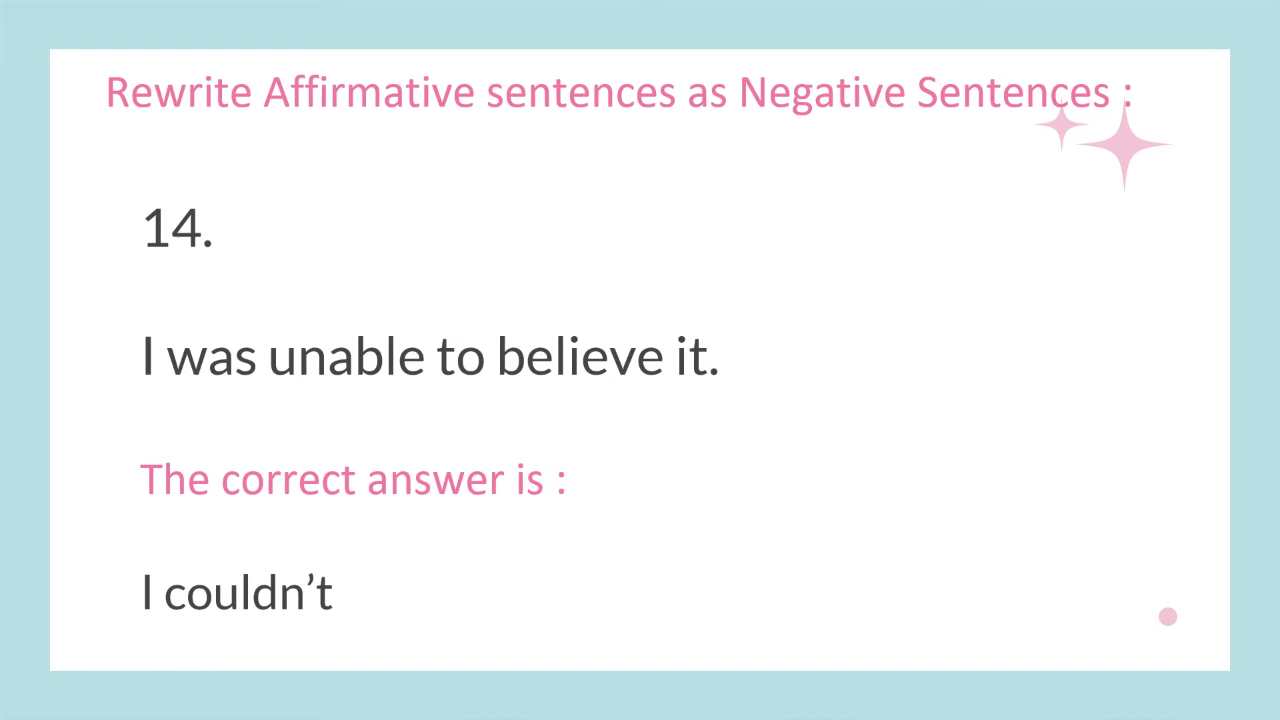 Rewrite Affirmative sentences as Negative Sentences :
14.
I was unable to believe it.
The correct answer is :
I couldn’t